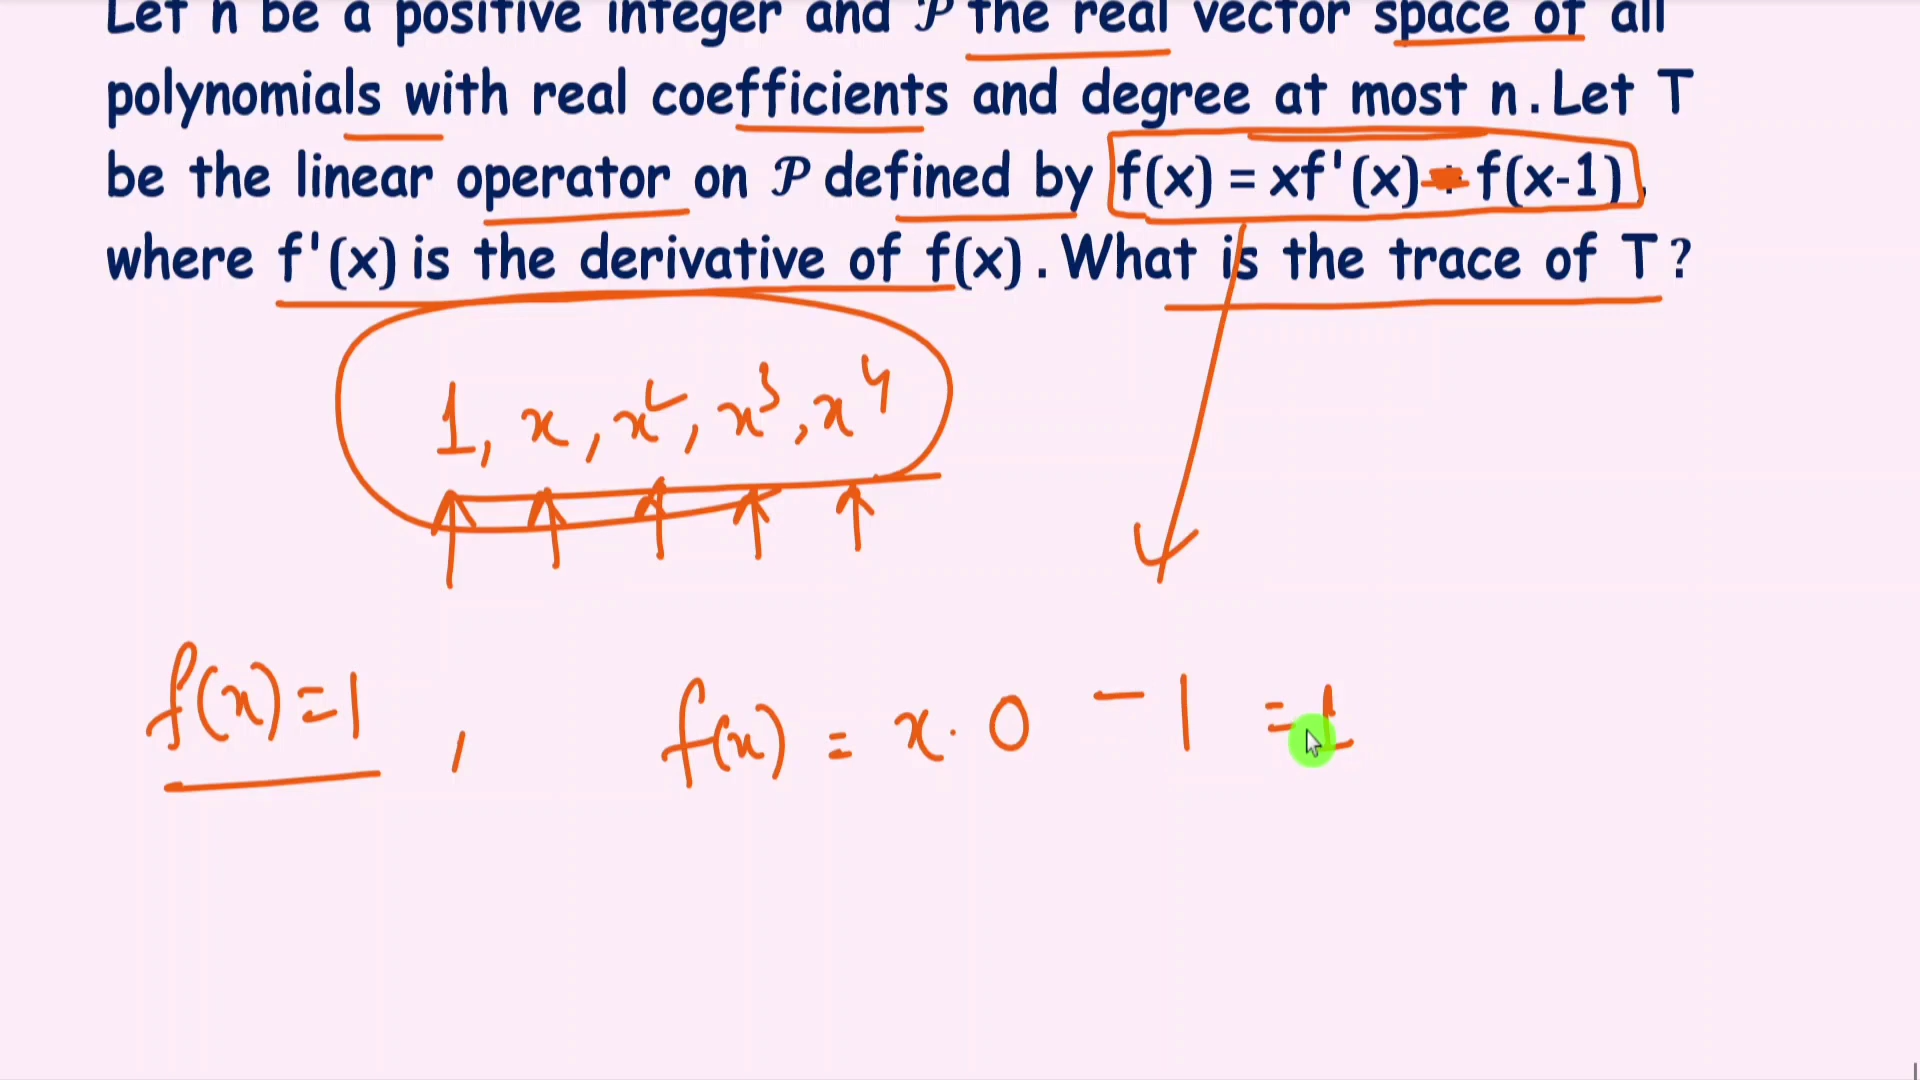 Let n be a positive integer and 𝒫 the real vector space of all
polynomials with real coefficients and degree at most n. Let T
be the linear operator on 𝒫 defined by f(x) = xf'(x) - f(x-1),
where f'(x) is the derivative of f(x). What is the trace of T?
1, x, x², x³, x⁴
f(x)=1 , f(x) = x. 0 - 1 = 1